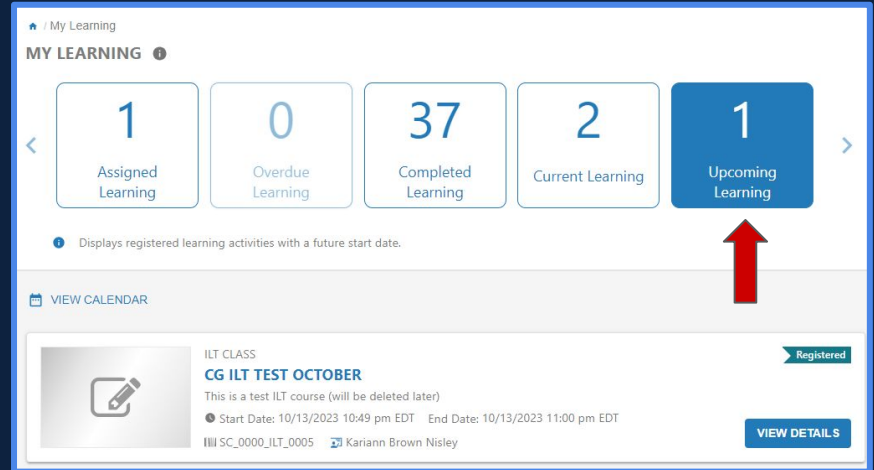 / My Learning
MY LEARNING
1
Assigned
Learning
0
Overdue
Learning
37
Completed
Learning
2
Current Learning
1
Upcoming
Learning
Displays registered learning activities with a future start date.
VIEW CALENDAR
ILT CLASS
Registered
CG ILT TEST OCTOBER
This is a test ILT course (will be deleted later)
Start Date: 10/13/2023 10:49 pm EDT End Date: 10/13/2023 11:00 pm EDT
SC_0000_ILT_0005 Kariann Brown Nisley
VIEW DETAILS